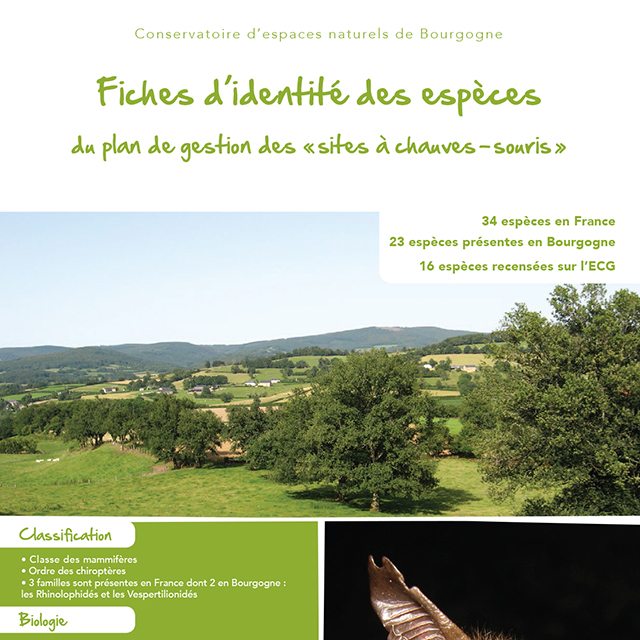 Conservatoire d'espaces naturels de Bourgogne
Fiches d'identité des espèces
du plan de gestion des «sites à chauves-souris»
34 espèces en France
23 espèces présentes en Bourgogne
16 espèces recensées sur l'ECG
Classification
• Classe des mammifères
• Ordre des chiroptères
• 3 familles sont présentes en France dont 2 en Bourgogne :
les Rhinolophidés et les Vespertilionidés
Biologie